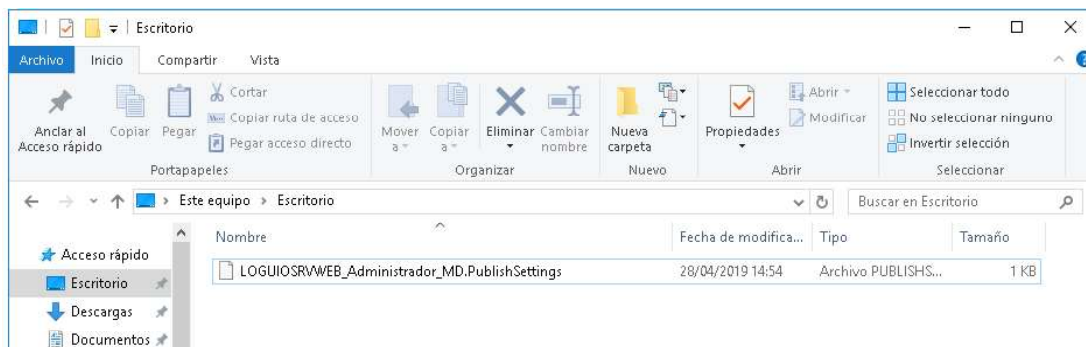 Escritorio
Archivo Inicio Compartir Vista
Anclar al Acceso rápido
Copiar
Pegar
Cortar
Copiar ruta de acceso
Pegar acceso directo
Portapapeles
Mover a
Copiar a
Eliminar
Cambiar nombre
Organizar
Nueva carpeta
Nuevo
Propiedades
Abrir
Modificar
Abrir
Seleccionar todo
No seleccionar ninguno
Invertir selección
Seleccionar
Este equipo > Escritorio
Buscar en Escritorio
Nombre Fecha de modifica... Tipo Tamaño
LOGUIOSRVWEB_Administrador_MD.PublishSettings 28/04/2019 14:54 Archivo PUBLISHS... 1 KB
Acceso rápido
Escritorio
Descargas
Documentos